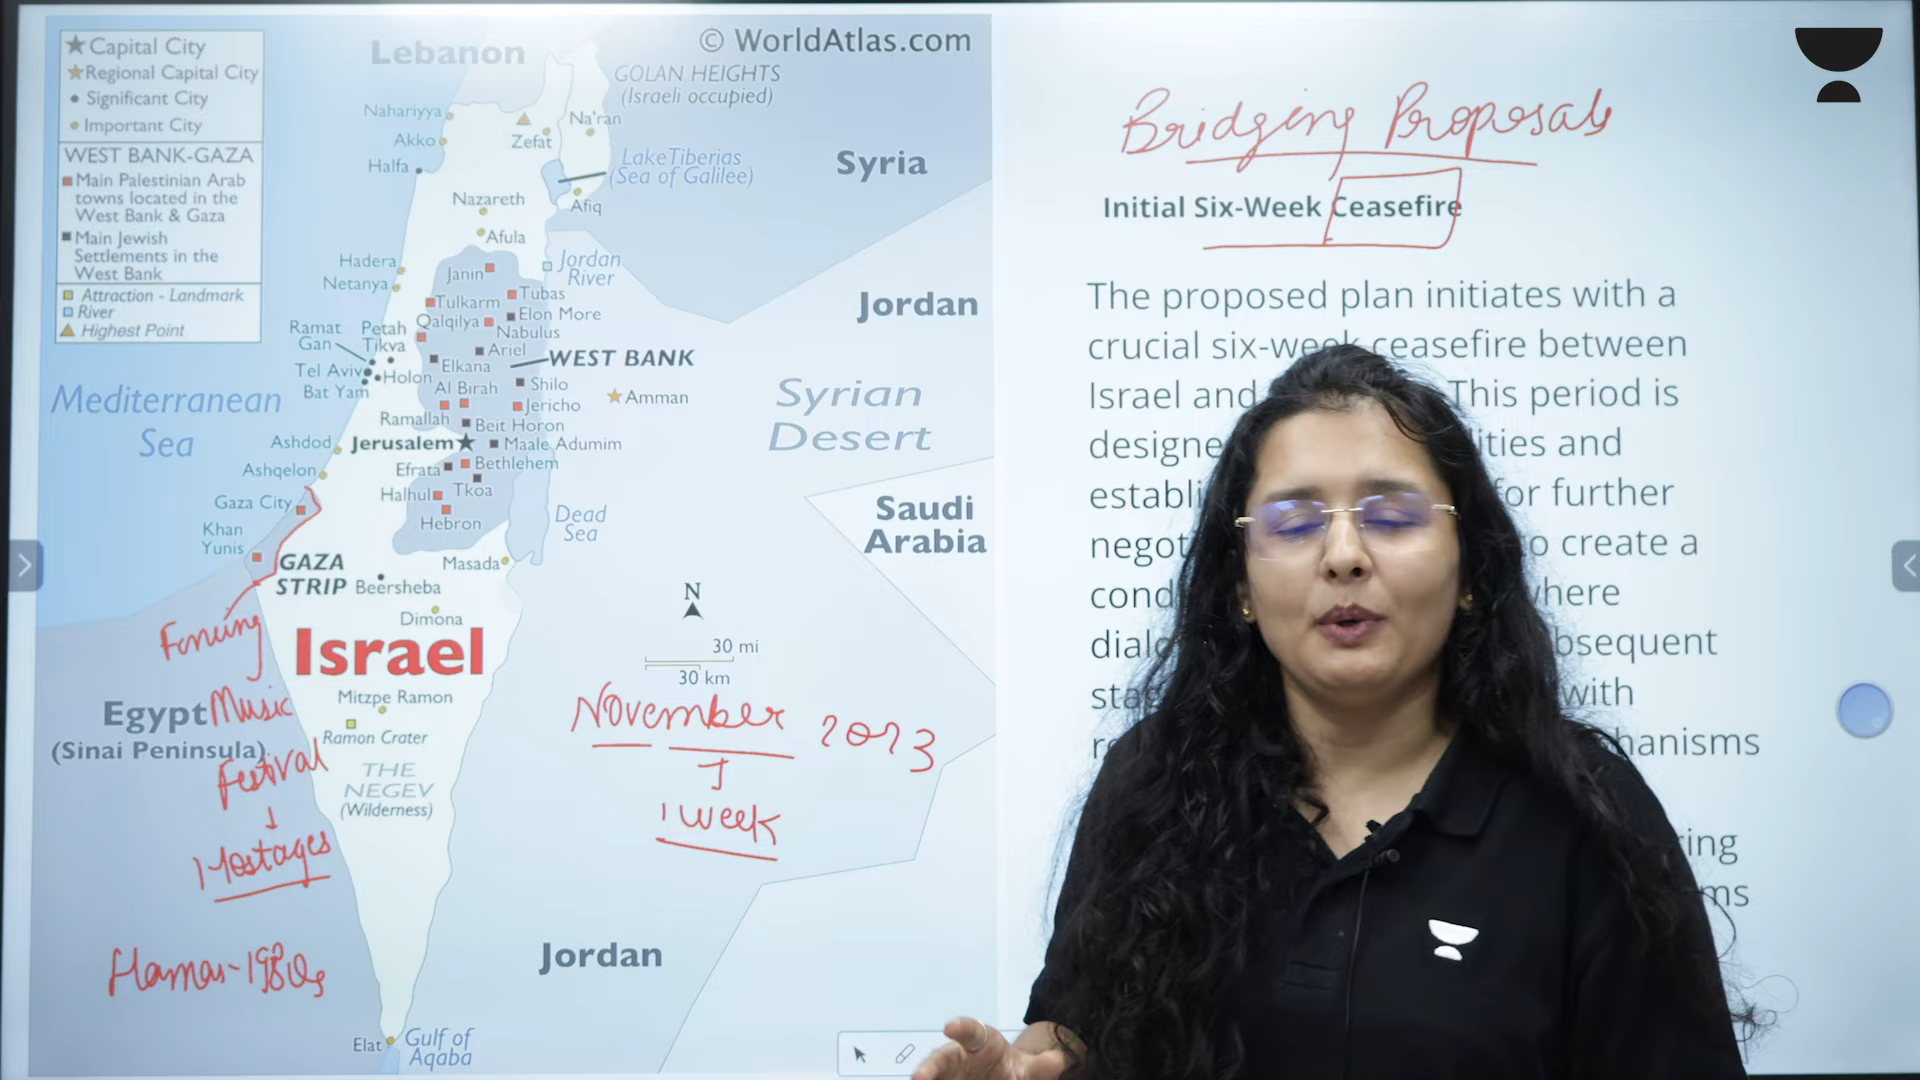 Capital City
Regional Capital City
Significant City
Important City
WEST BANK-GAZA
Main Palestinian Arab
towns located in the
West Bank & Gaza
Main Jewish
Settlements in the
West Bank
Attraction - Landmark
River
Highest Point
Lebanon
© WorldAtlas.com
GOLAN HEIGHTS
(Israeli occupied)
Nahariyya
Akko
Halfa
Zefat
Na'ran
Lake Tiberias
(Sea of Galilee)
Syria
Nazareth
Afiq
Afula
Hadera
Netanya
Janin
Jordan
River
Tulkarm
Tubas
Qalqilya
Elon More
Nabulus
Jordan
Ramat
Gan
Petah
Tikva
Ariel
WEST BANK
Elkana
Tel Aviv
Holon
Bat Yam
Al Birah
Shilo
Jericho
Amman
Mediterranean
Sea
Syrian
Desert
Ramallah
Beit Horon
Ashdod
Jerusalem
Maale Adumim
Ashqelon
Efrata
Bethlehem
Tkoa
Halhul
Hebron
Gaza City
Khan
Yunis
GAZA
STRIP
Beersheba
Masada
Dead
Sea
Saudi
Arabia
Dimona
N
30 mi
30 km
Israel
Fencing
Egypt
(Sinai Peninsula)
Music
Festival
Hostages
Mitzpe Ramon
Ramon Crater
THE
NEGEV
(Wilderness)
November 2023
1 week
Hamas-1980s
Jordan
Elat
Gulf of
Aqaba
Bridging Proposals
Initial Six-Week Ceasefire
The proposed plan initiates with a
crucial six-week ceasefire between
Israel and This period is
designe ities and
establi for further
negot o create a
cond where
dialo bsequent
sta with
r hanisms
ring
ms